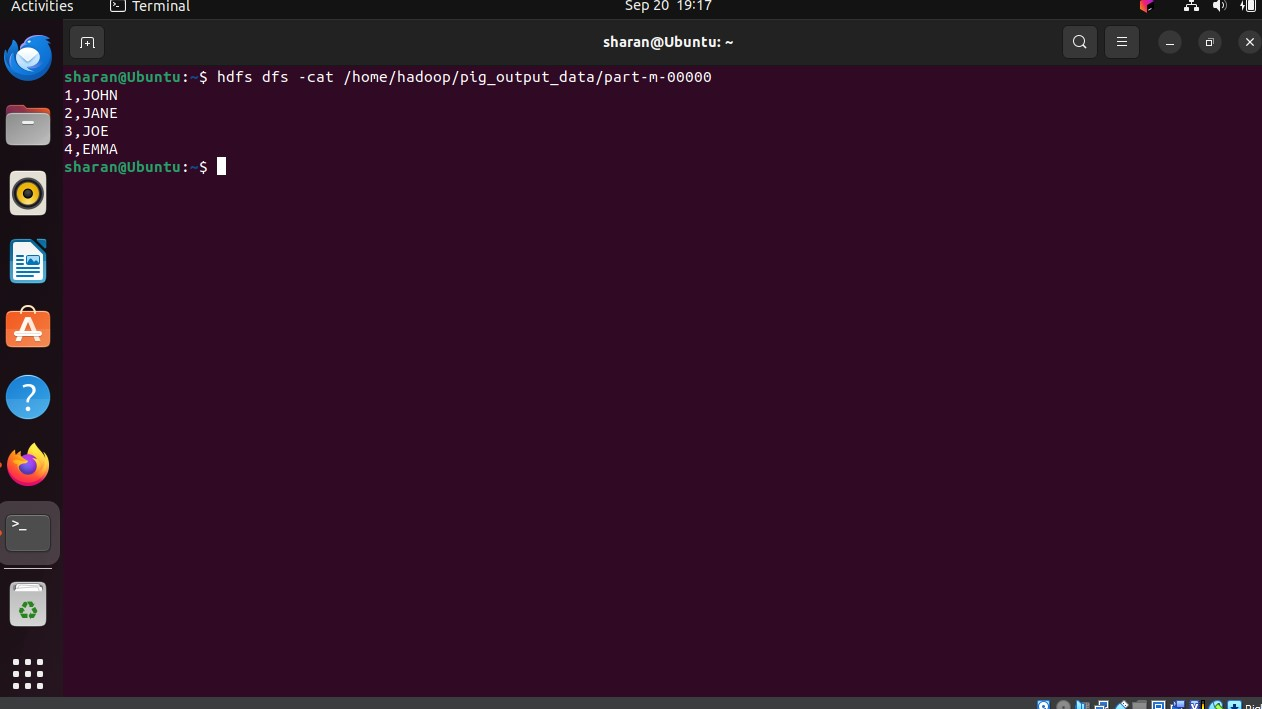 Activities
Terminal
Sep 20 19:17
sharan@Ubuntu: ~
sharan@Ubuntu:~$ hdfs dfs -cat /home/hadoop/pig_output_data/part-m-00000
1,JOHN
2,JANE
3,JOE
4,EMMA
sharan@Ubuntu:~$